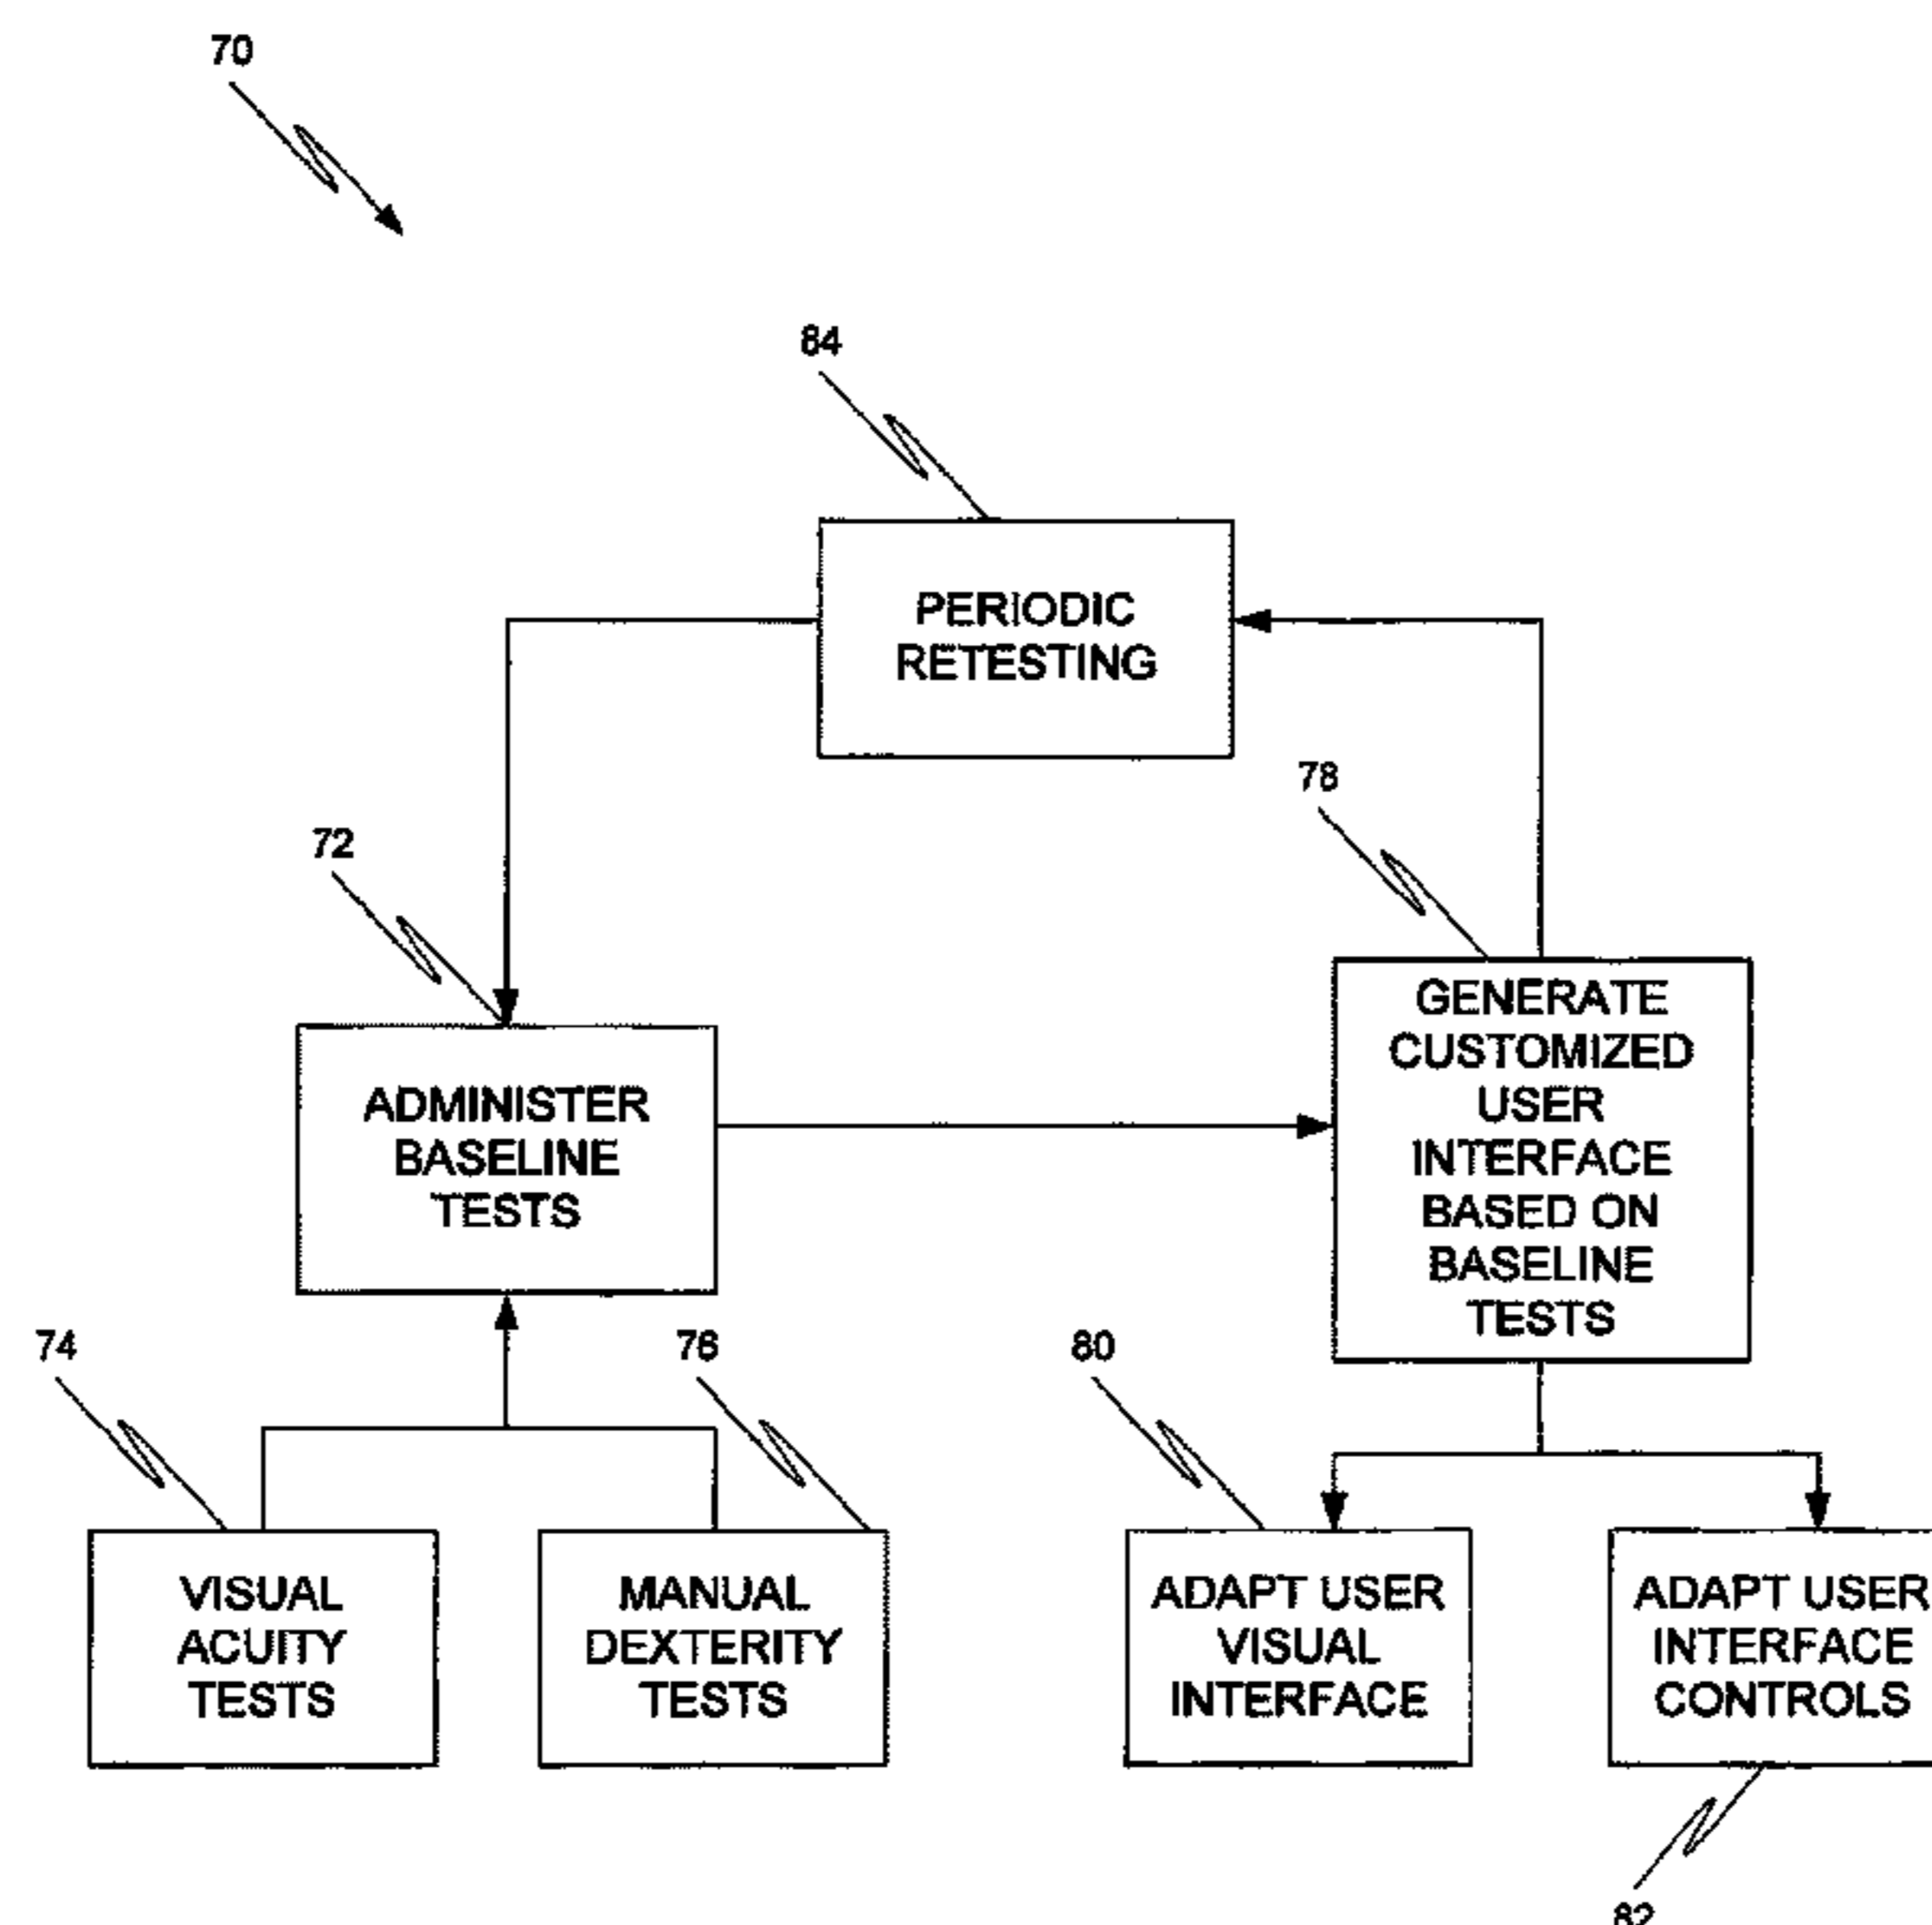 70
84
PERIODIC
RETESTING
78
72
GENERATE
CUSTOMIZED
USER
INTERFACE
BASED ON
BASELINE
TESTS
ADMINISTER
BASELINE
TESTS
74
76
80
VISUAL
ACUITY
TESTS
MANUAL
DEXTERITY
TESTS
ADAPT USER
VISUAL
INTERFACE
ADAPT USER
INTERFACE
CONTROLS
82